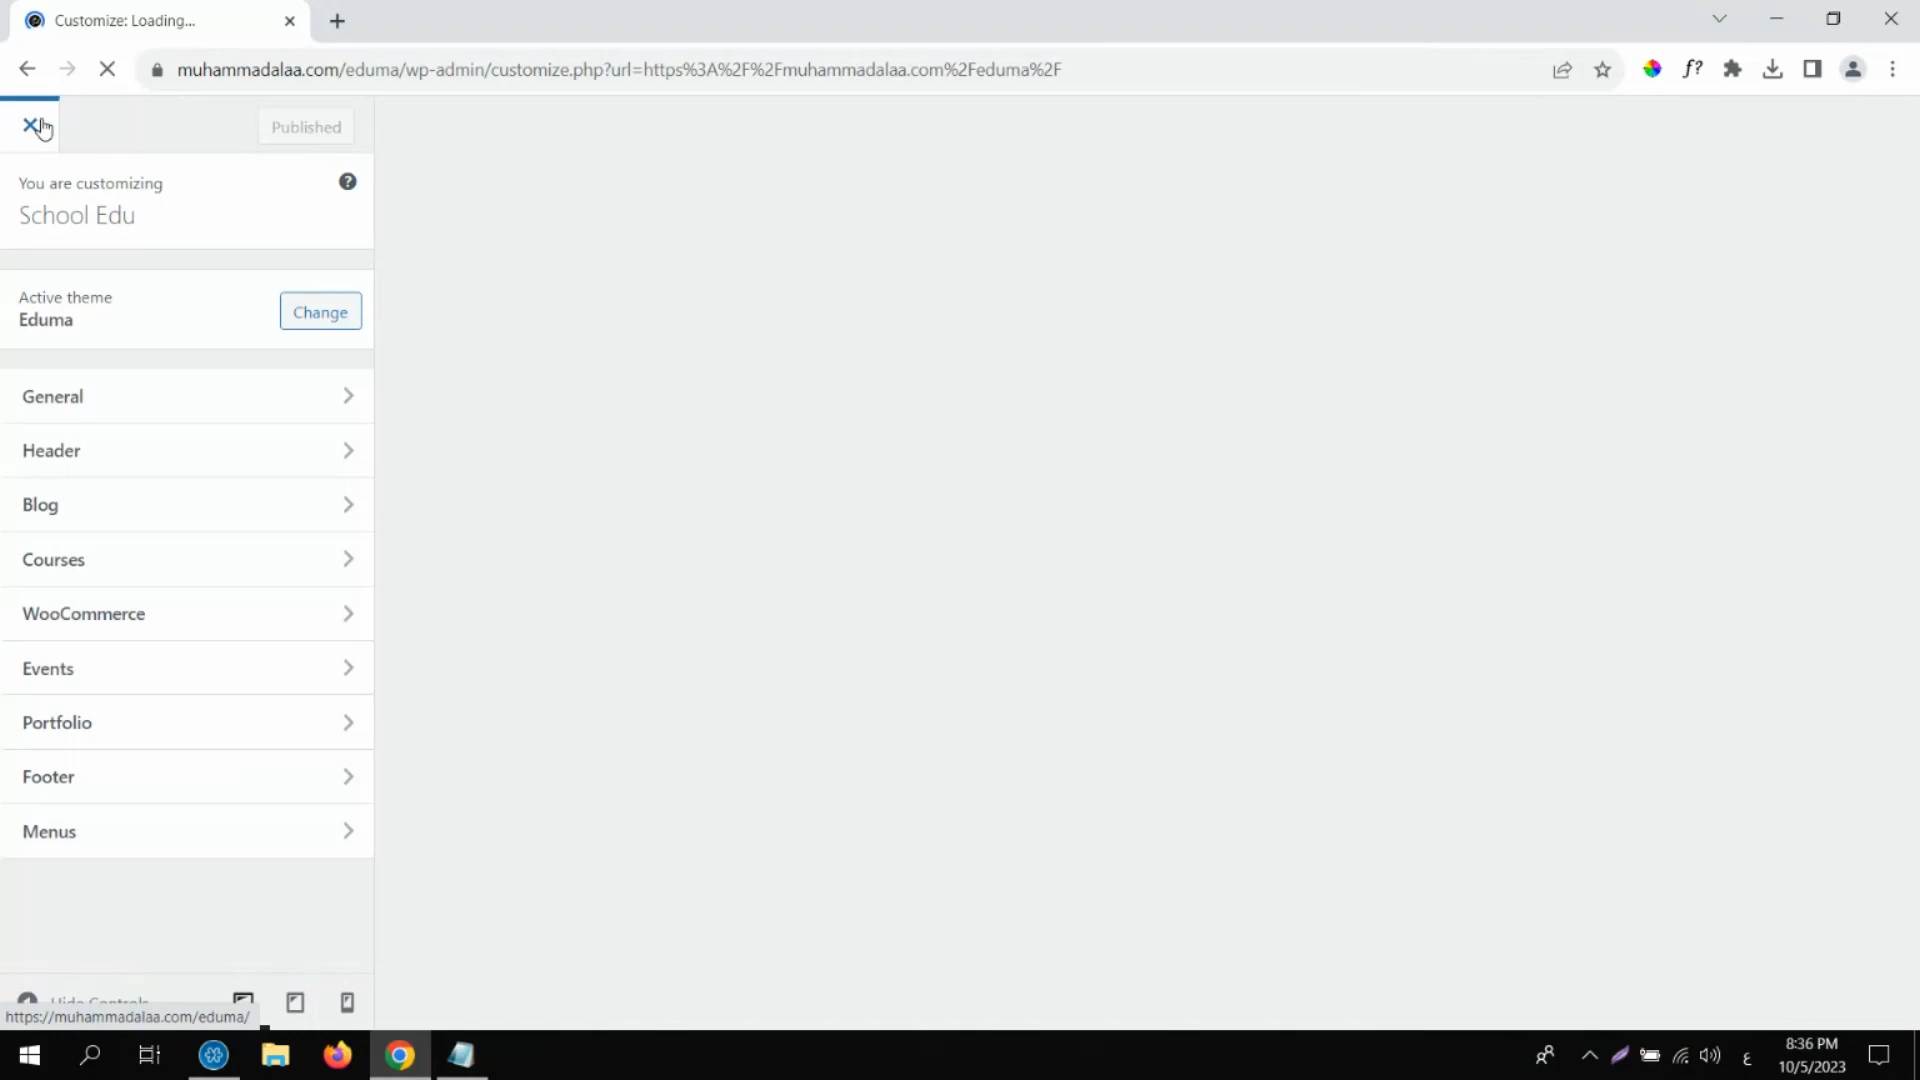 Customize: Loading...
muhammadalaa.com/eduma/wp-admin/customize.php?url=https%3A%2F%2Fmuhammadalaa.com%2Feduma%2F
f?
Published
You are customizing
School Edu
Active theme
Eduma
Change
General
Header
Blog
Courses
WooCommerce
Events
Portfolio
Footer
Menus
Hide Controls
https://muhammadalaa.com/eduma/
ع
8:36 PM
10/5/2023